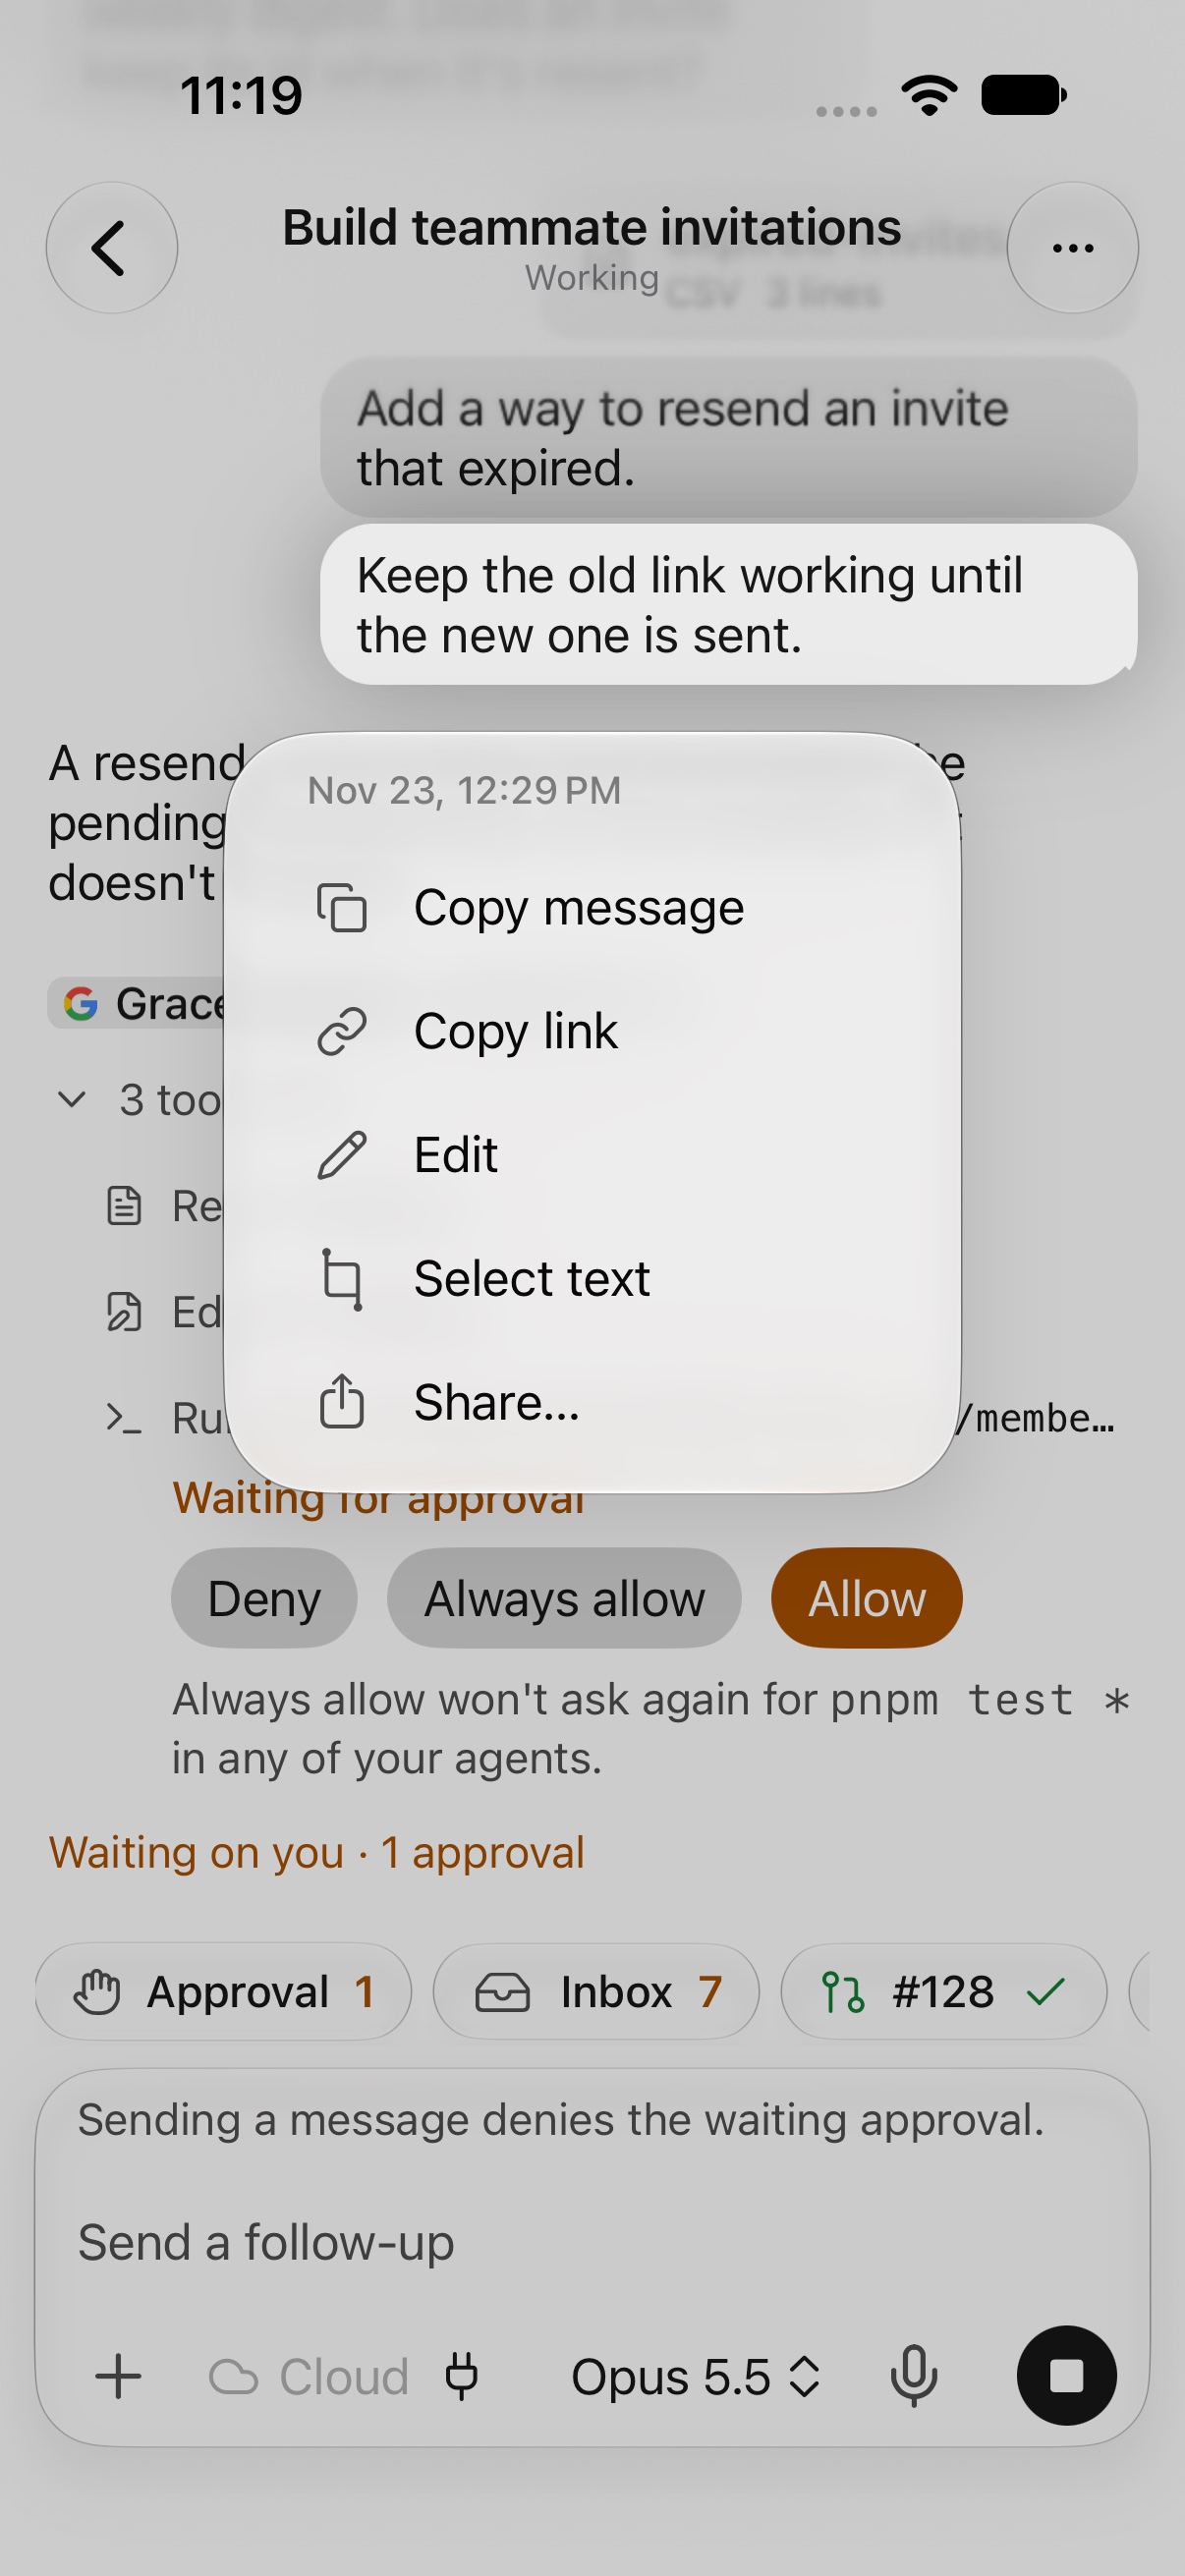 11:19
Build teammate invitations
Working
CSV 3 lines
Add a way to resend an invite
that expired.
Keep the old link working until
the new one is sent.
A resend
pending
doesn't
Nov 23, 12:29 PM
Copy message
Copy link
Edit
Select text
Share...
Grace
3 too
Re
Ed
Ru /membe…
Waiting for approval
Deny
Always allow
Allow
Always allow won't ask again for pnpm test *
in any of your agents.
Waiting on you · 1 approval
Approval 1
Inbox 7
#128
Sending a message denies the waiting approval.
Send a follow-up
Cloud
Opus 5.5